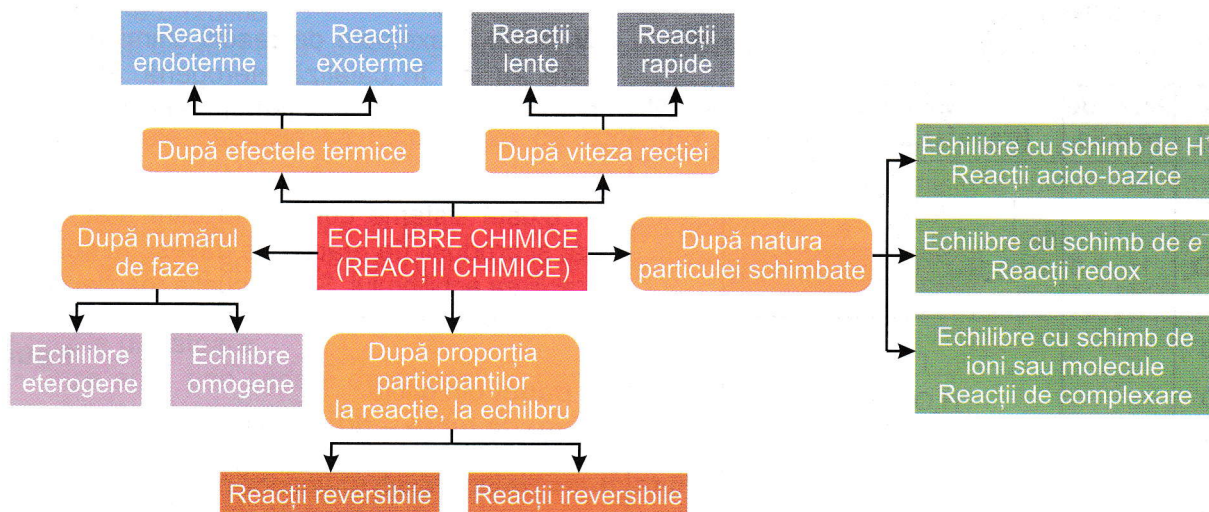 Reacții
endoterme
Reacții
exoterme
Reacții
lente
Reacții
rapide
După efectele termice
După viteza recției
ECHILIBRE CHIMICE
(REACȚII CHIMICE)
După numărul
de faze
Echilibre
eterogene
Echilibre
omogene
După proporția
participanților
la reacție, la echilbru
Reacții reversibile
Reacții ireversibile
După natura
particulei schimbate
Echilibre cu schimb de H⁺
Reacții acido-bazice
Echilibre cu schimb de e
Reacții redox
Echilibre cu schimb de
ioni sau molecule
Reacții de complexare